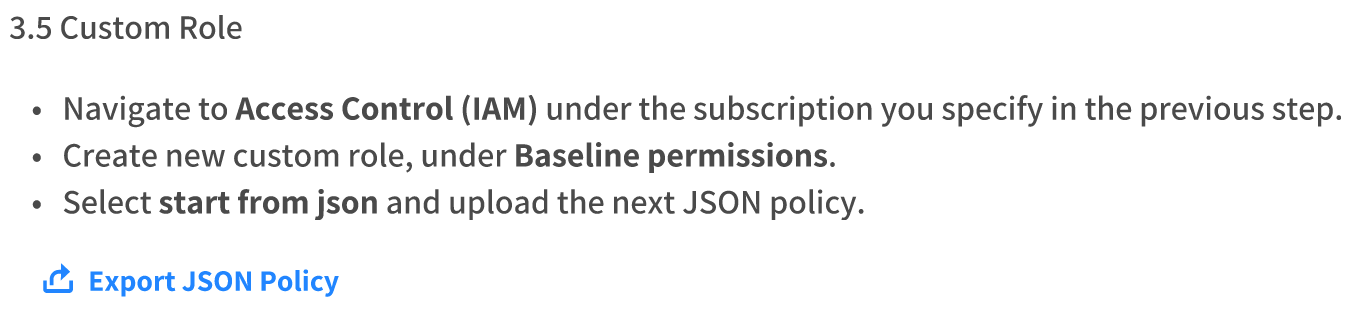 3.5 Custom Role
• Navigate to Access Control (IAM) under the subscription you specify in the previous step.
• Create new custom role, under Baseline permissions.
• Select start from json and upload the next JSON policy.
Export JSON Policy